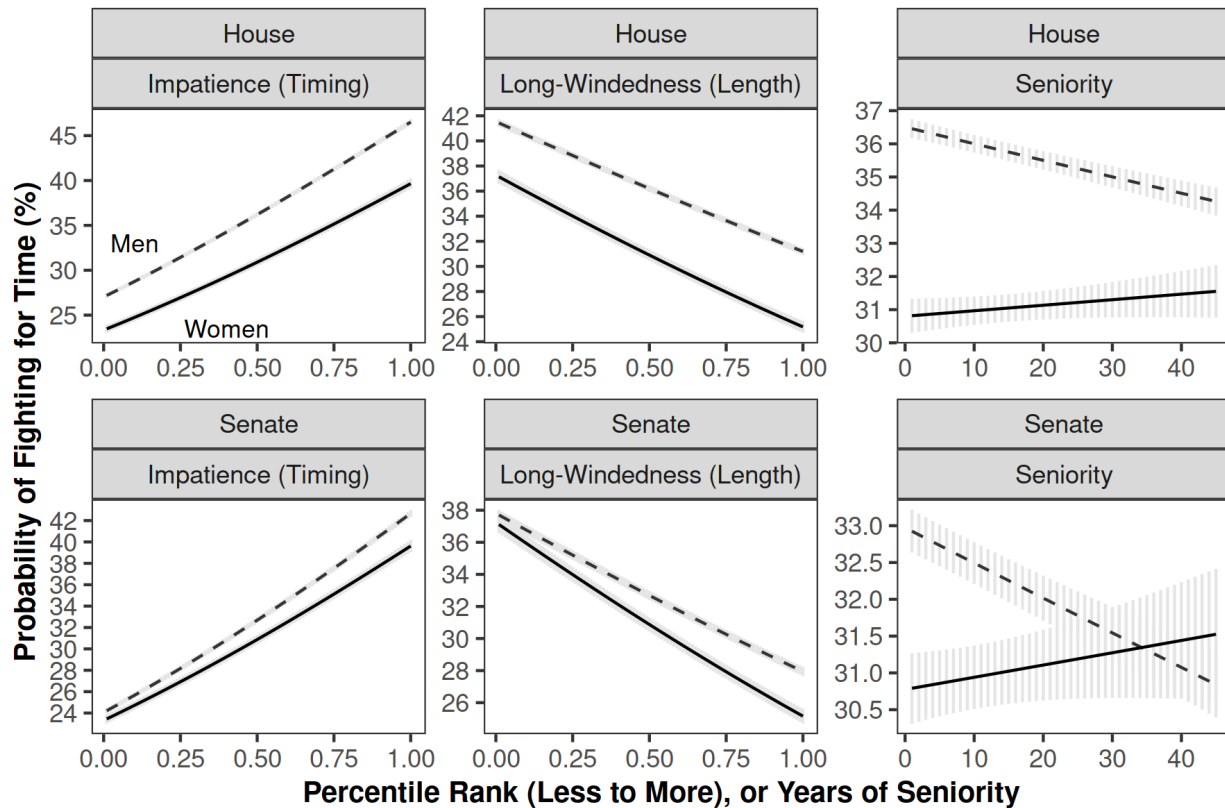 House
House
House
Impatience (Timing)
Long-Windedness (Length)
Seniority
45
40
35
30
25
Men
Women
0.00 0.25 0.50 0.75 1.00
42
40
38
36
34
32
30
28
26
24
0.00 0.25 0.50 0.75 1.00
37
36
35
34
33
32
31
30
0 10 20 30 40
Probability of Fighting for Time (%)
Senate
Senate
Senate
Impatience (Timing)
Long-Windedness (Length)
Seniority
42
40
38
36
34
32
30
28
26
24
0.00 0.25 0.50 0.75 1.00
38
36
34
32
30
28
26
0.00 0.25 0.50 0.75 1.00
33.0
32.5
32.0
31.5
31.0
30.5
0 10 20 30 40
Percentile Rank (Less to More), or Years of Seniority